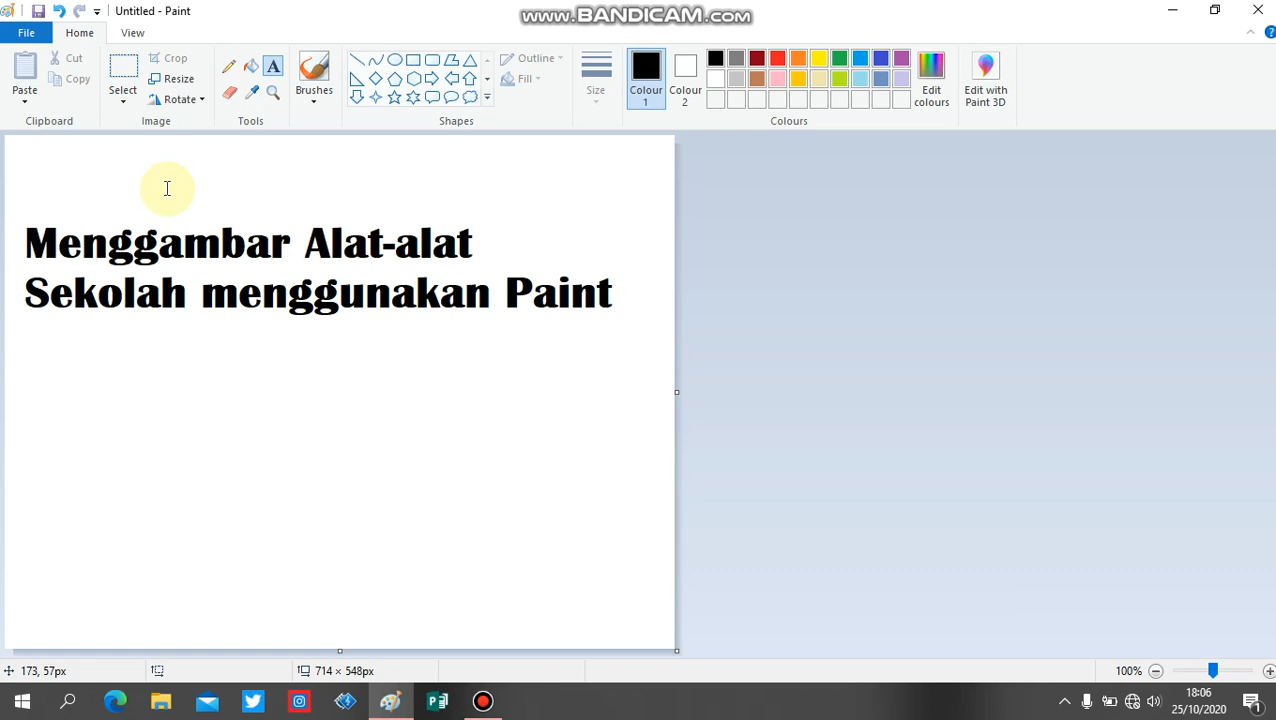 Untitled - Paint
www.BANDICAM.com
File Home View
Paste
Cut
Copy
Clipboard
Select
Crop
Resize
Rotate
Image
Tools
Brushes
Shapes
Outline
Fill
Size
Colour 1
Colour 2
Edit colours
Colours
Edit with Paint 3D
Menggambar Alat-alat
Sekolah menggunakan Paint
173, 57px
714 × 548px
100%
18:06
25/10/2020